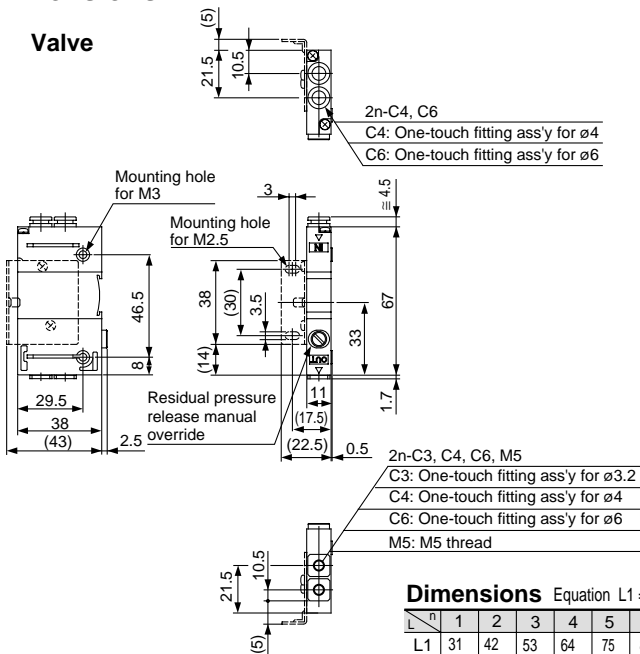 Valve
(5)
21.5
10.5
2n-C4, C6
C4: One-touch fitting ass'y for ø4
C6: One-touch fitting ass'y for ø6
Mounting hole
for M3
3
≅ 4.5
Mounting hole
for M2.5
IN
46.5
8
38
(30)
3.5
(14)
67
33
OUT
29.5
38
(43)
2.5
Residual pressure
release manual
override
11
(17.5)
(22.5)
0.5
1.7
2n-C3, C4, C6, M5
C3: One-touch fitting ass'y for ø3.2
C4: One-touch fitting ass'y for ø4
C6: One-touch fitting ass'y for ø6
M5: M5 thread
21.5
10.5
(5)
Dimensions Equation L1
L n 1 2 3 4 5
L1 31 42 53 64 75